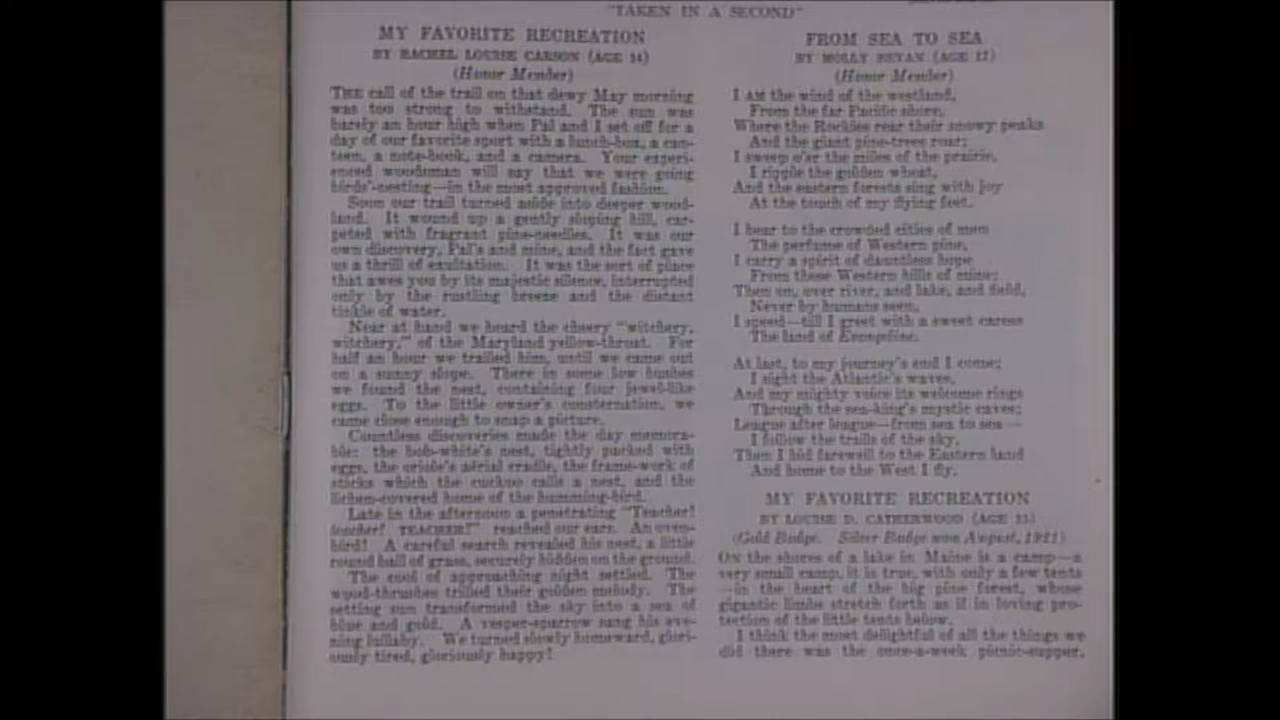 "TAKEN IN A SECOND"
MY FAVORITE RECREATION
BY RACHEL LOUISE CARSON (AGE 14)
(Honor Member)
THE call of the trail on that dewy May morning
was too strong to withstand. The sun was
barely an hour high when Pal and I set off for a
day of our favorite sport with a lunch-box, a can-
teen, a note-book, and a camera. Your experi-
enced woodsman will say that we were going
birds'-nesting—in the most approved fashion.
Soon our trail turned aside into deeper wood-
land. It wound up a gently sloping hill, car-
peted with fragrant pine-needles. It was our
own discovery, Pal's and mine, and the fact gave
us a thrill of exultation. It was the sort of place
that awes you by its majestic silence, interrupted
only by the rustling breeze and the distant
tinkle of water.
Near at hand we heard the cheery "witchery,
witchery," of the Maryland yellow-throat. For
half an hour we trailed him, until we came out
on a sunny slope. There in some low bushes
we found the nest, containing four jewel-like
eggs. To the little owner's consternation, we
came close enough to snap a picture.
Countless discoveries made the day memora-
ble: the bob-white's nest, tightly packed with
eggs, the oriole's aërial cradle, the frame-work of
sticks which the cuckoo calls a nest, and the
lichen-covered home of the humming-bird.
Late in the afternoon a penetrating "Teacher!
teacher! TEACHER!" reached our ears. An oven-
bird! A careful search revealed his nest, a little
round ball of grass, securely hidden on the ground.
The cool of approaching night settled. The
wood-thrushes trilled their golden melody. The
setting sun transformed the sky into a sea of
blue and gold. A vesper-sparrow sang his eve-
ning lullaby. We turned slowly homeward, glori-
ously tired, gloriously happy!
FROM SEA TO SEA
BY MOLLY BEVAN (AGE 12)
(Honor Member)
I AM the wind of the westland,
From the far Pacific shore,
Where the Rockies rear their snowy peaks
And the giant pine-trees roar;
I sweep o'er the miles of the prairie,
I ripple the golden wheat,
And the eastern forests sing with joy
At the touch of my flying feet.
I bear to the crowded cities of men
The perfume of Western pine,
I carry a spirit of dauntless hope
From these Western hills of mine;
Then on, over river, and lake, and field,
Never by humans seen,
I speed—till I greet with a sweet caress
The land of Evangeline.
At last, to my journey's end I come;
I sight the Atlantic's waves,
And my mighty voice its welcome rings
Through the sea-king's mystic caves;
League after league—from sea to sea—
I follow the trails of the sky,
Then I bid farewell to the Eastern land
And home to the West I fly.
MY FAVORITE RECREATION
BY LOUISE D. CATHERWOOD (AGE 15)
(Gold Badge. Silver Badge won August, 1921)
ON the shores of a lake in Maine is a camp—a
very small camp, it is true, with only a few tents
—in the heart of the big pine forest, whose
gigantic limbs stretch forth as if in loving pro-
tection of the little tents below.
I think the most delightful of all the things we
did there was the once-a-week picnic-supper.